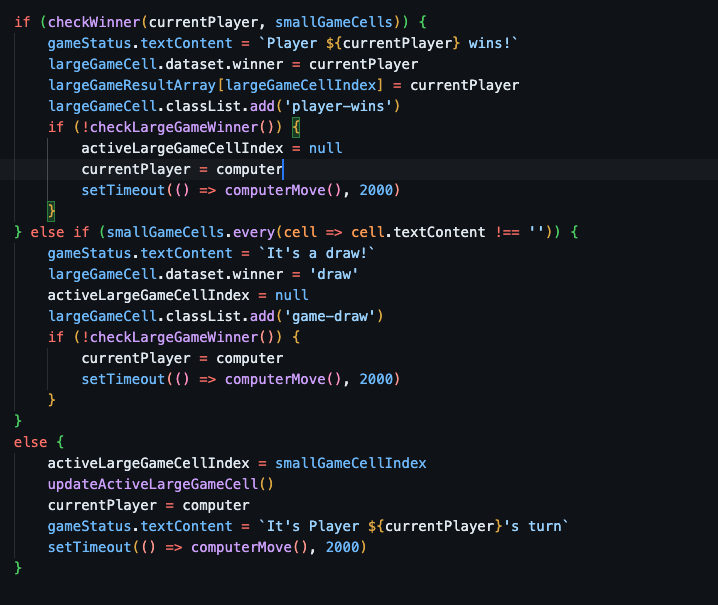 if (checkWinner(currentPlayer, smallGameCells)) {
    gameStatus.textContent = `Player ${currentPlayer} wins!`
    largeGameCell.dataset.winner = currentPlayer
    largeGameResultArray[largeGameCellIndex] = currentPlayer
    largeGameCell.classList.add('player-wins')
    if (!checkLargeGameWinner()) {
        activeLargeGameCellIndex = null
        currentPlayer = computer
        setTimeout(() => computerMove(), 2000)
    }
} else if (smallGameCells.every(cell => cell.textContent !== '')) {
    gameStatus.textContent = `It's a draw!`
    largeGameCell.dataset.winner = 'draw'
    activeLargeGameCellIndex = null
    largeGameCell.classList.add('game-draw')
    if (!checkLargeGameWinner()) {
        currentPlayer = computer
        setTimeout(() => computerMove(), 2000)
    }
}
else {
    activeLargeGameCellIndex = smallGameCellIndex
    updateActiveLargeGameCell()
    currentPlayer = computer
    gameStatus.textContent = `It's Player ${currentPlayer}'s turn`
    setTimeout(() => computerMove(), 2000)
}